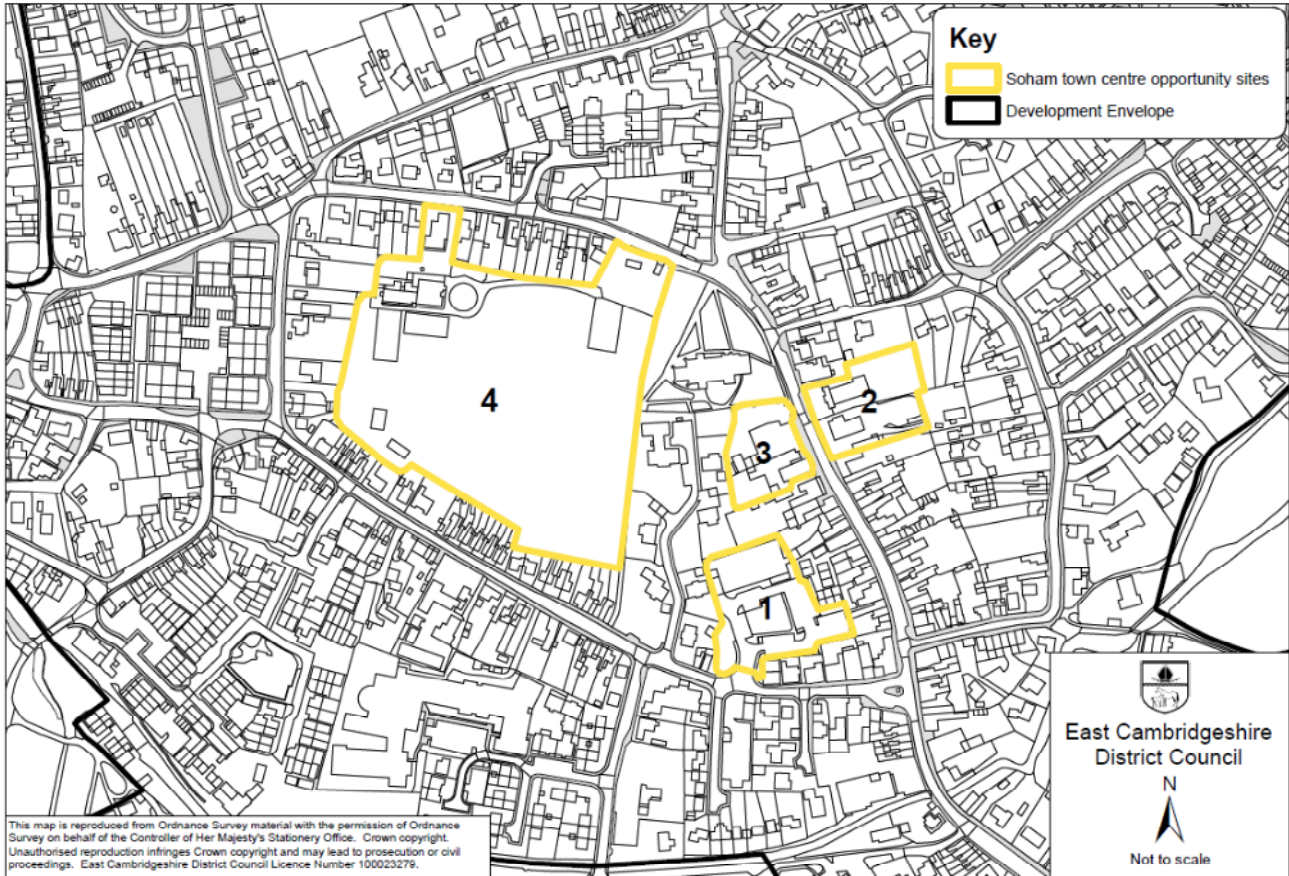 Key
Soham town centre opportunity sites
Development Envelope
4
2
3
1
East Cambridgeshire
District Council
N
Not to scale
This map is reproduced from Ordnance Survey material with the permission of Ordnance
Survey on behalf of the Controller of Her Majesty's Stationery Office. Crown copyright.
Unauthorised reproduction infringes Crown copyright and may lead to prosecution or civil
proceedings. East Cambridgeshire District Council Licence Number 100023279.